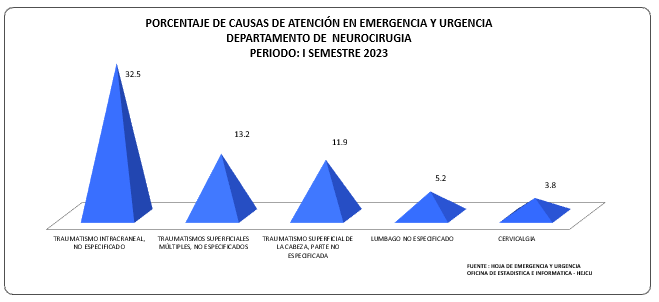 PORCENTAJE DE CAUSAS DE ATENCIÓN EN EMERGENCIA Y URGENCIA
DEPARTAMENTO DE NEUROCIRUGIA
PERIODO: I SEMESTRE 2023
32.5
13.2
11.9
5.2
3.8
TRAUMATISMO INTRACRANEAL,
NO ESPECIFICADO
TRAUMATISMOS SUPERFICIALES
MÚLTIPLES, NO ESPECIFICADOS
TRAUMATISMO SUPERFICIAL DE
LA CABEZA, PARTE NO
ESPECIFICADA
LUMBAGO NO ESPECIFICADO
CERVICALGIA
FUENTE : HOJA DE EMERGENCIA Y URGENCIA
OFICINA DE ESTADISTICA E INFORMATICA - HEJCU